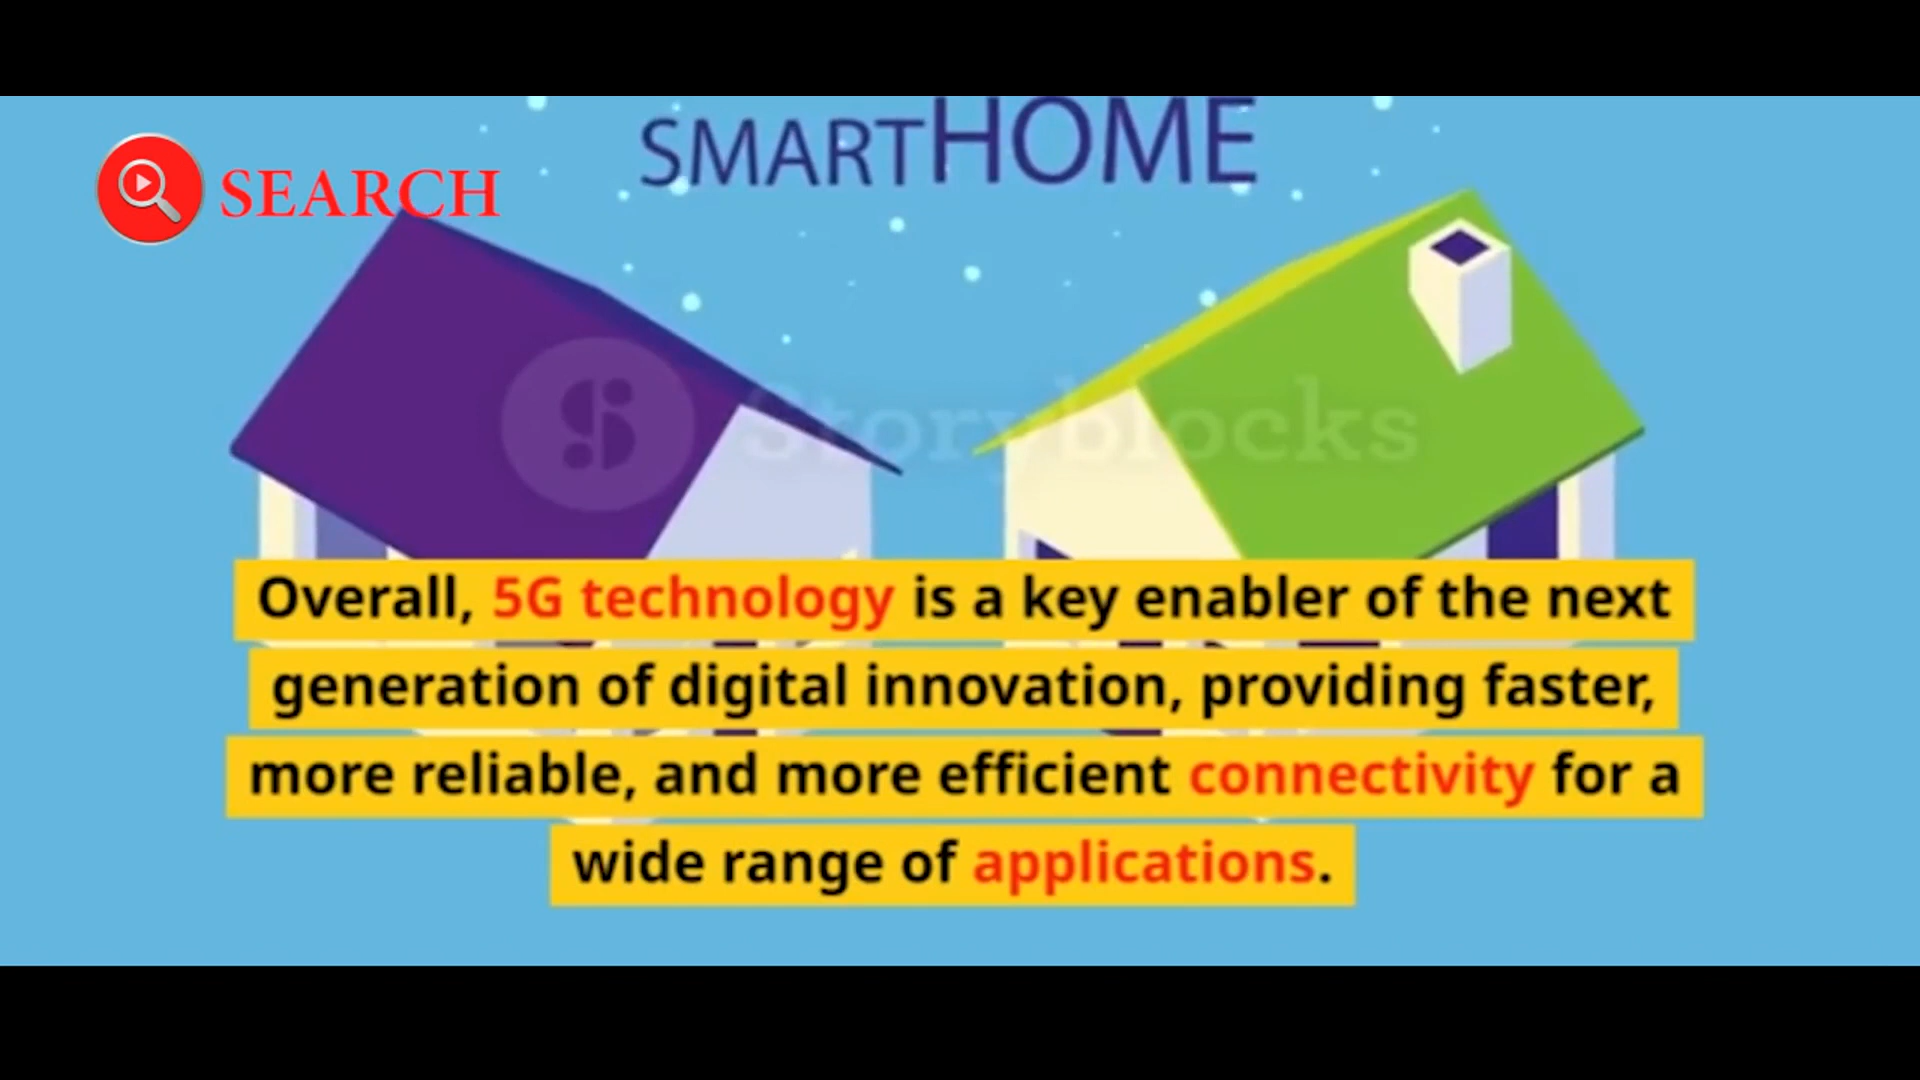 SMARTHOME
SEARCH
Storyblocks
Overall, 5G technology is a key enabler of the next
generation of digital innovation, providing faster,
more reliable, and more efficient connectivity for a
wide range of applications.